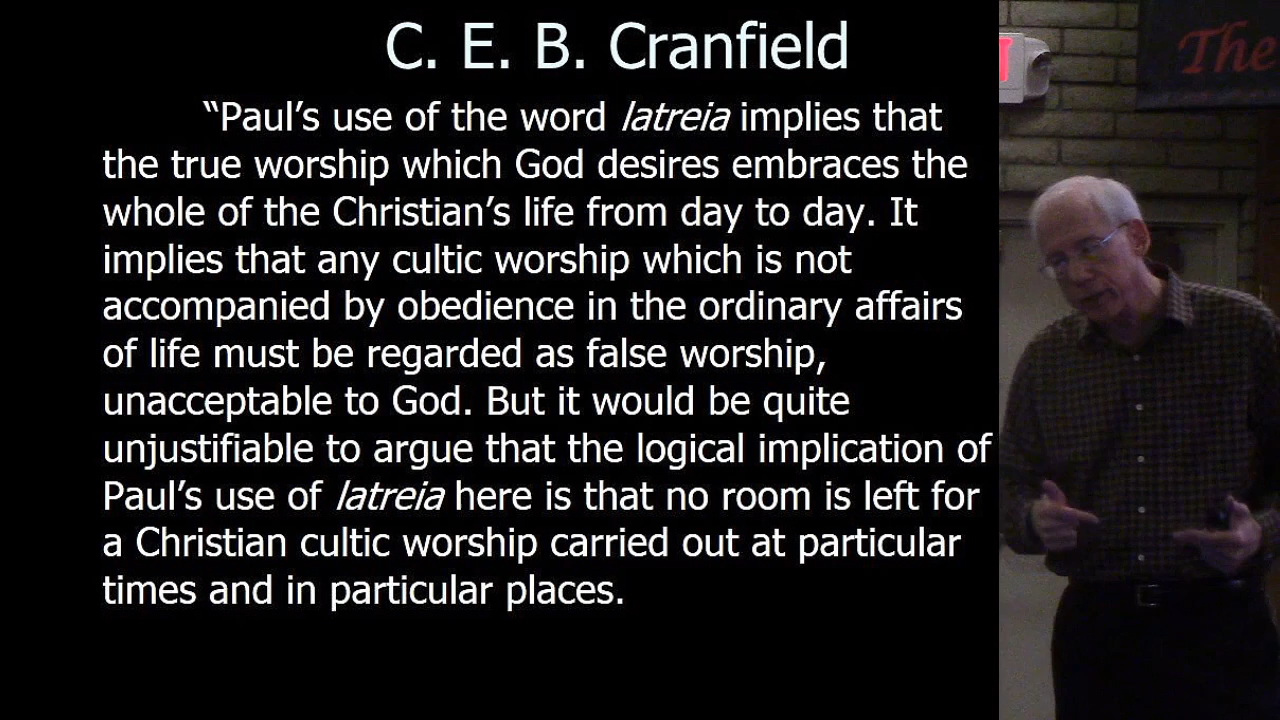 C. E. B. Cranfield
“Paul’s use of the word latreia implies that
the true worship which God desires embraces the
whole of the Christian’s life from day to day. It
implies that any cultic worship which is not
accompanied by obedience in the ordinary affairs
of life must be regarded as false worship,
unacceptable to God. But it would be quite
unjustifiable to argue that the logical implication of
Paul’s use of latreia here is that no room is left for
a Christian cultic worship carried out at particular
times and in particular places.
The